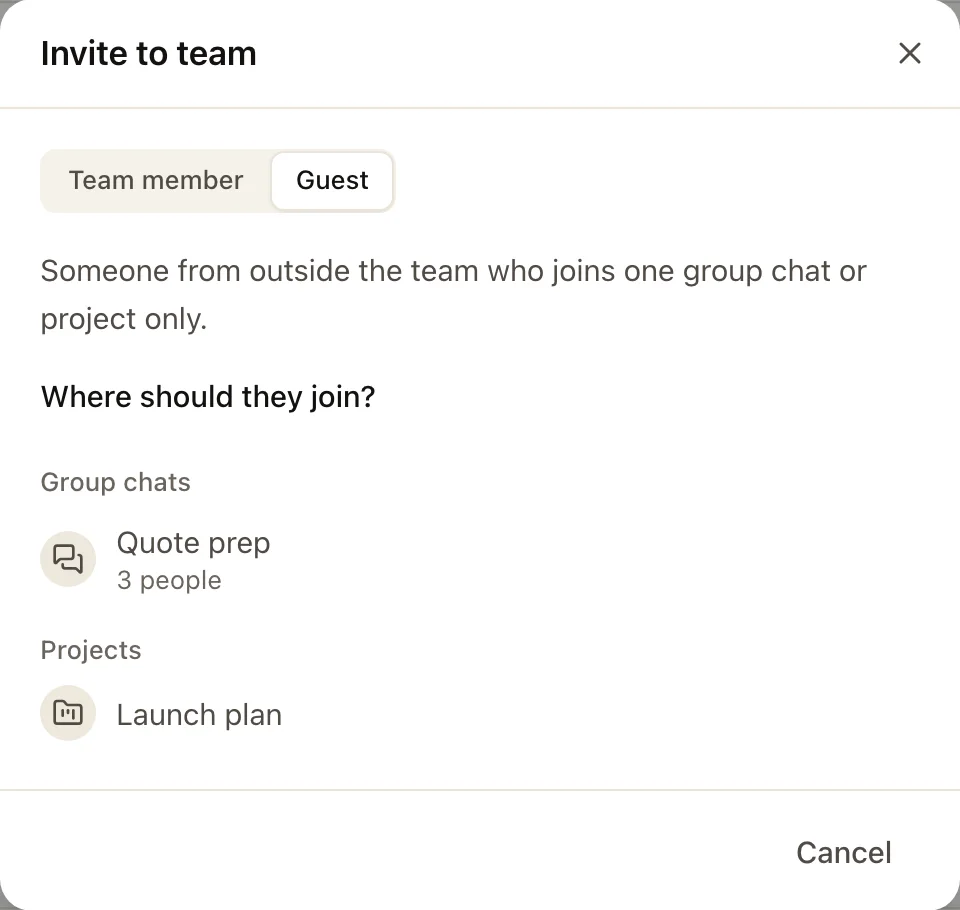 Invite to team
Team member
Guest
Someone from outside the team who joins one group chat or
project only.
Where should they join?
Group chats
Quote prep
3 people
Projects
Launch plan
Cancel